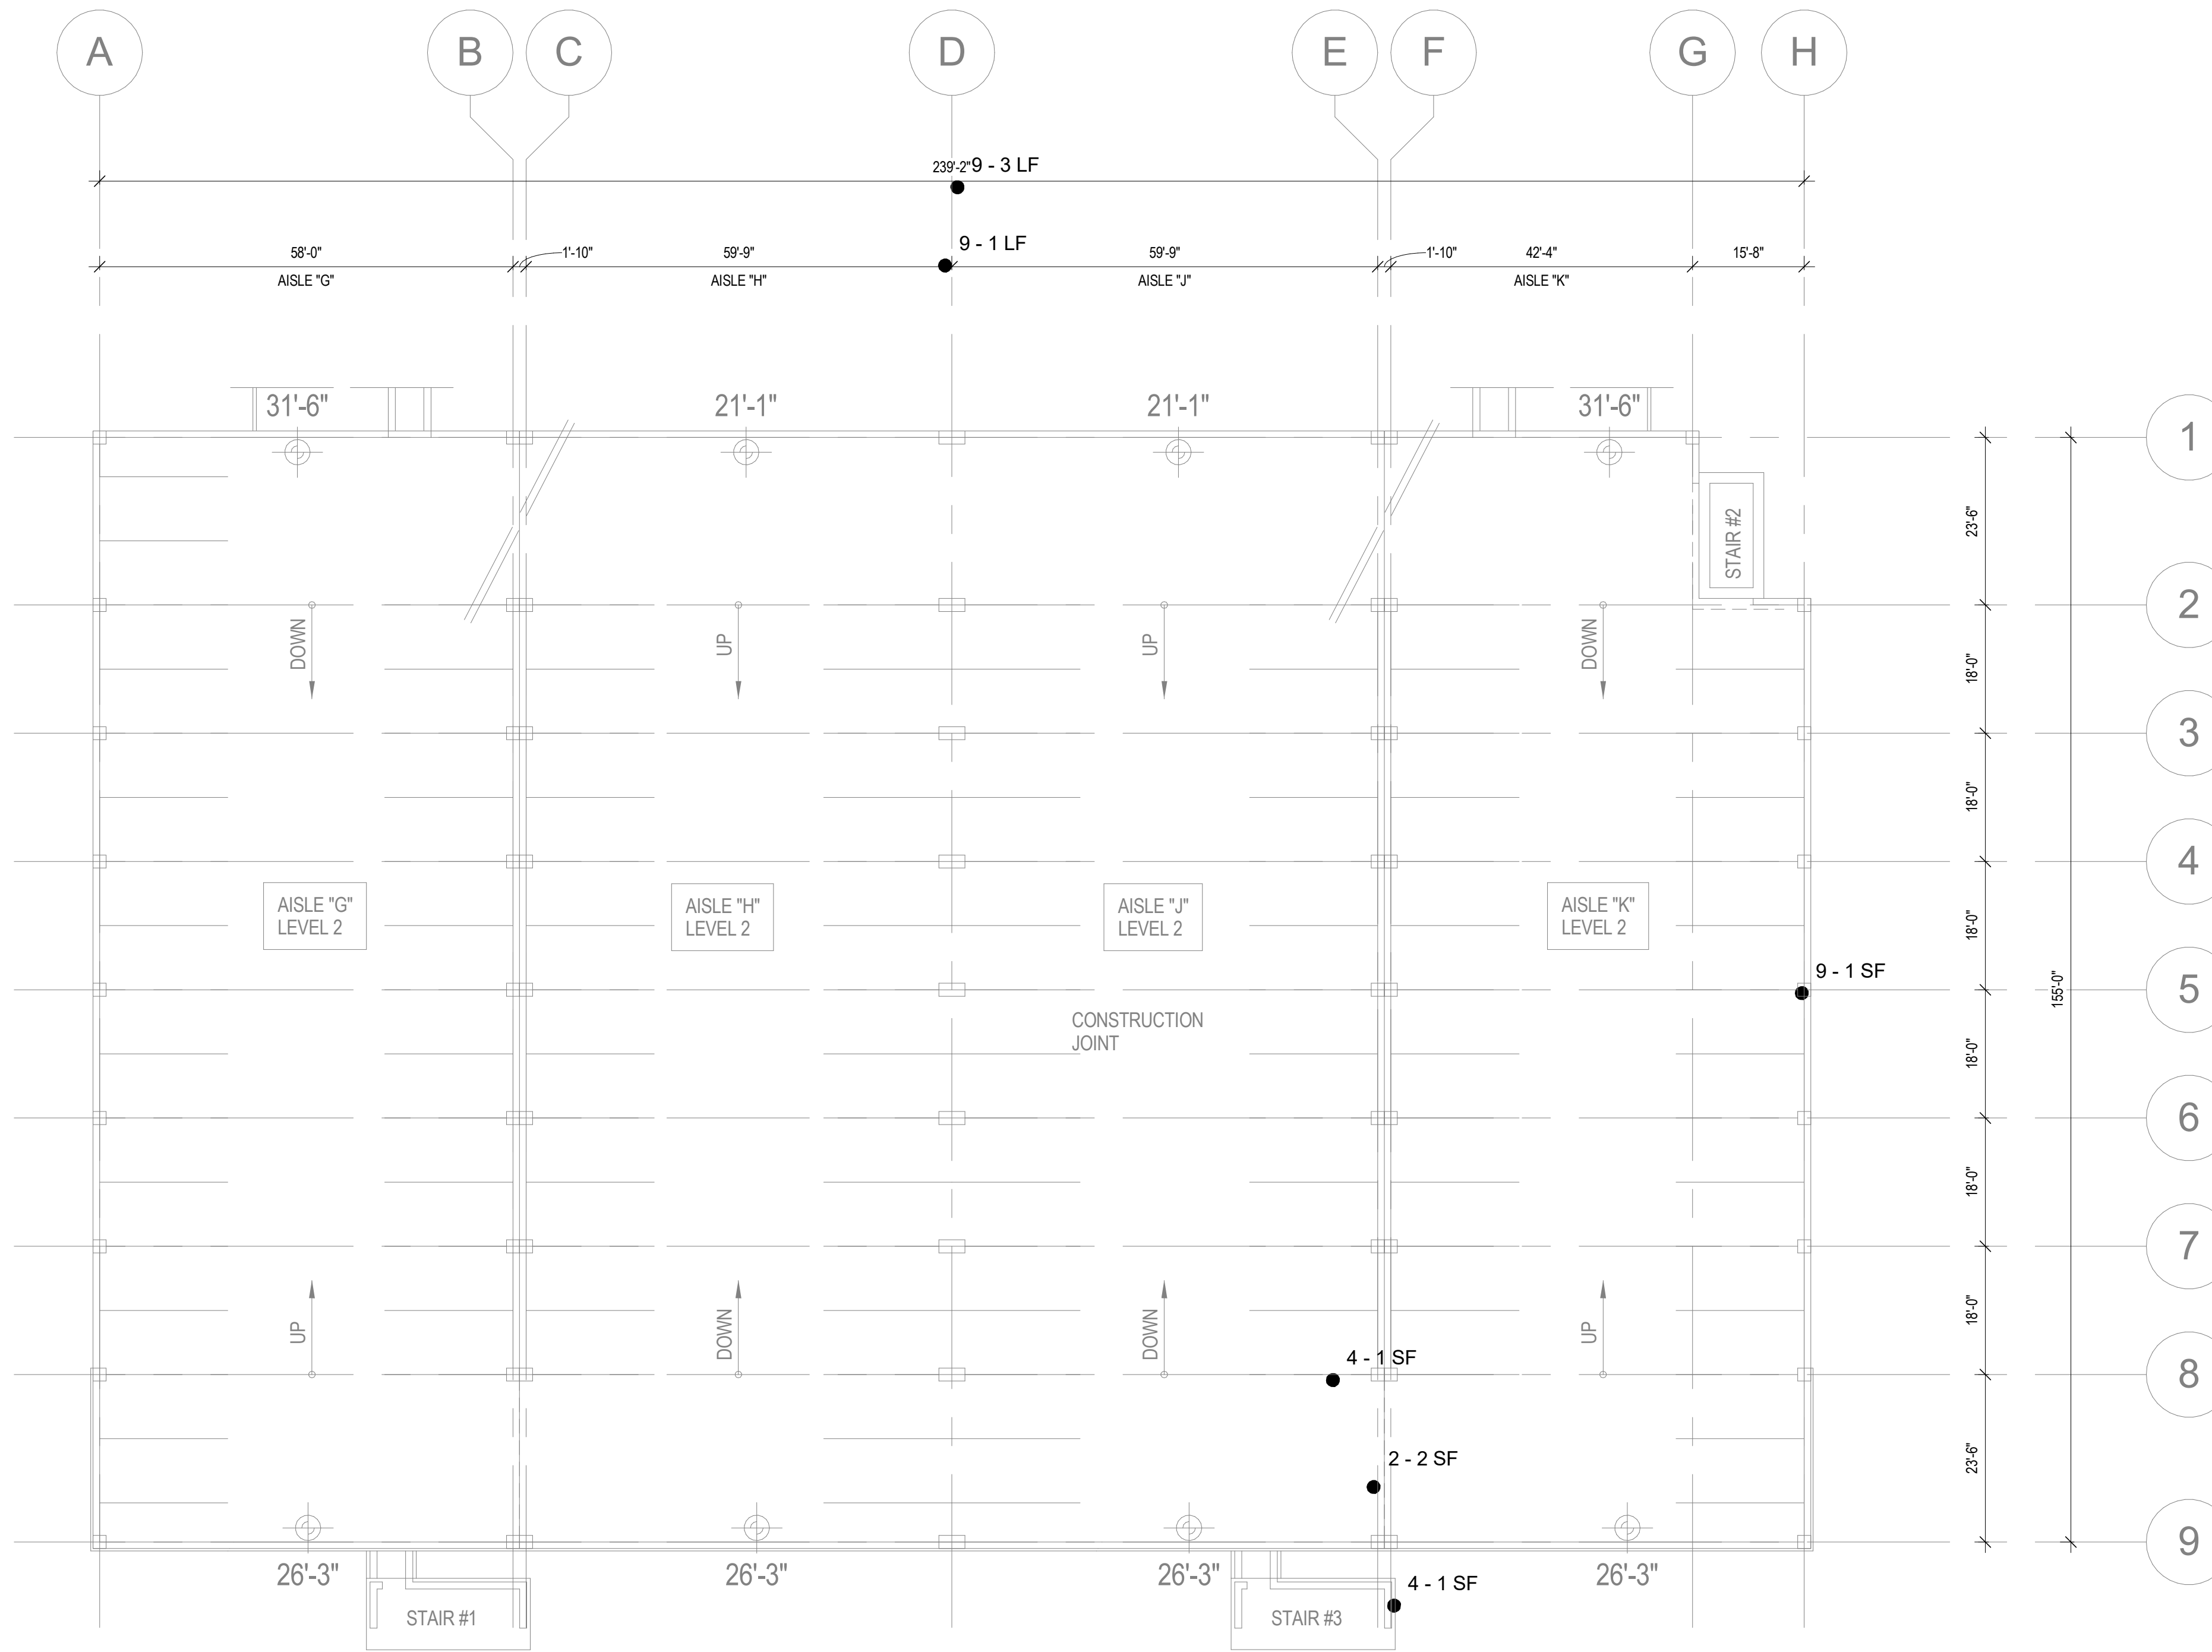 A
B
C
D
E
F
G
H
239'-2"
9 - 3 LF
9 - 1 LF
58'-0"
1'-10"
59'-9"
59'-9"
1'-10"
42'-4"
15'-8"
AISLE "G"
AISLE "H"
AISLE "J"
AISLE "K"
31'-6"
21'-1"
21'-1"
31'-6"
1
23'-6"
STAIR #2
2
DOWN
UP
UP
DOWN
18'-0"
3
18'-0"
4
AISLE "G"
LEVEL 2
AISLE "H"
LEVEL 2
AISLE "J"
LEVEL 2
AISLE "K"
LEVEL 2
18'-0"
9 - 1 SF
155'-0"
5
CONSTRUCTION
JOINT
18'-0"
6
18'-0"
7
UP
DOWN
DOWN
UP
18'-0"
4 - 1 SF
8
2 - 2 SF
23'-6"
9
26'-3"
26'-3"
26'-3"
26'-3"
4 - 1 SF
STAIR #1
STAIR #3